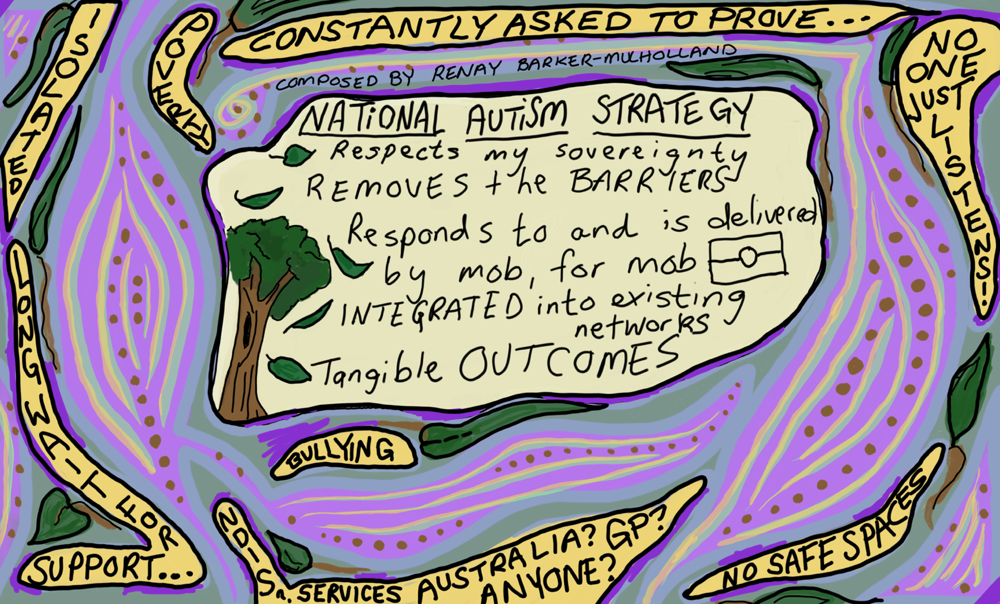 ISOLATED
POVERTY
CONSTANTLY ASKED TO PROVE...
NO
ONE
JUST
LISTENS!
COMPOSED BY RENAY BARKER-MULHOLLAND
NATIONAL AUTISM STRATEGY
Respects my sovereignty
REMOVES the BARRIERS
Responds to and is delivered
by mob, for mob
INTEGRATED into existing
networks
Tangible OUTCOMES
LONG WAIT FOR
SUPPORT...
BULLYING
NDIS
SERVICES AUSTRALIA? GP?
ANYONE?
NO SAFE SPACES